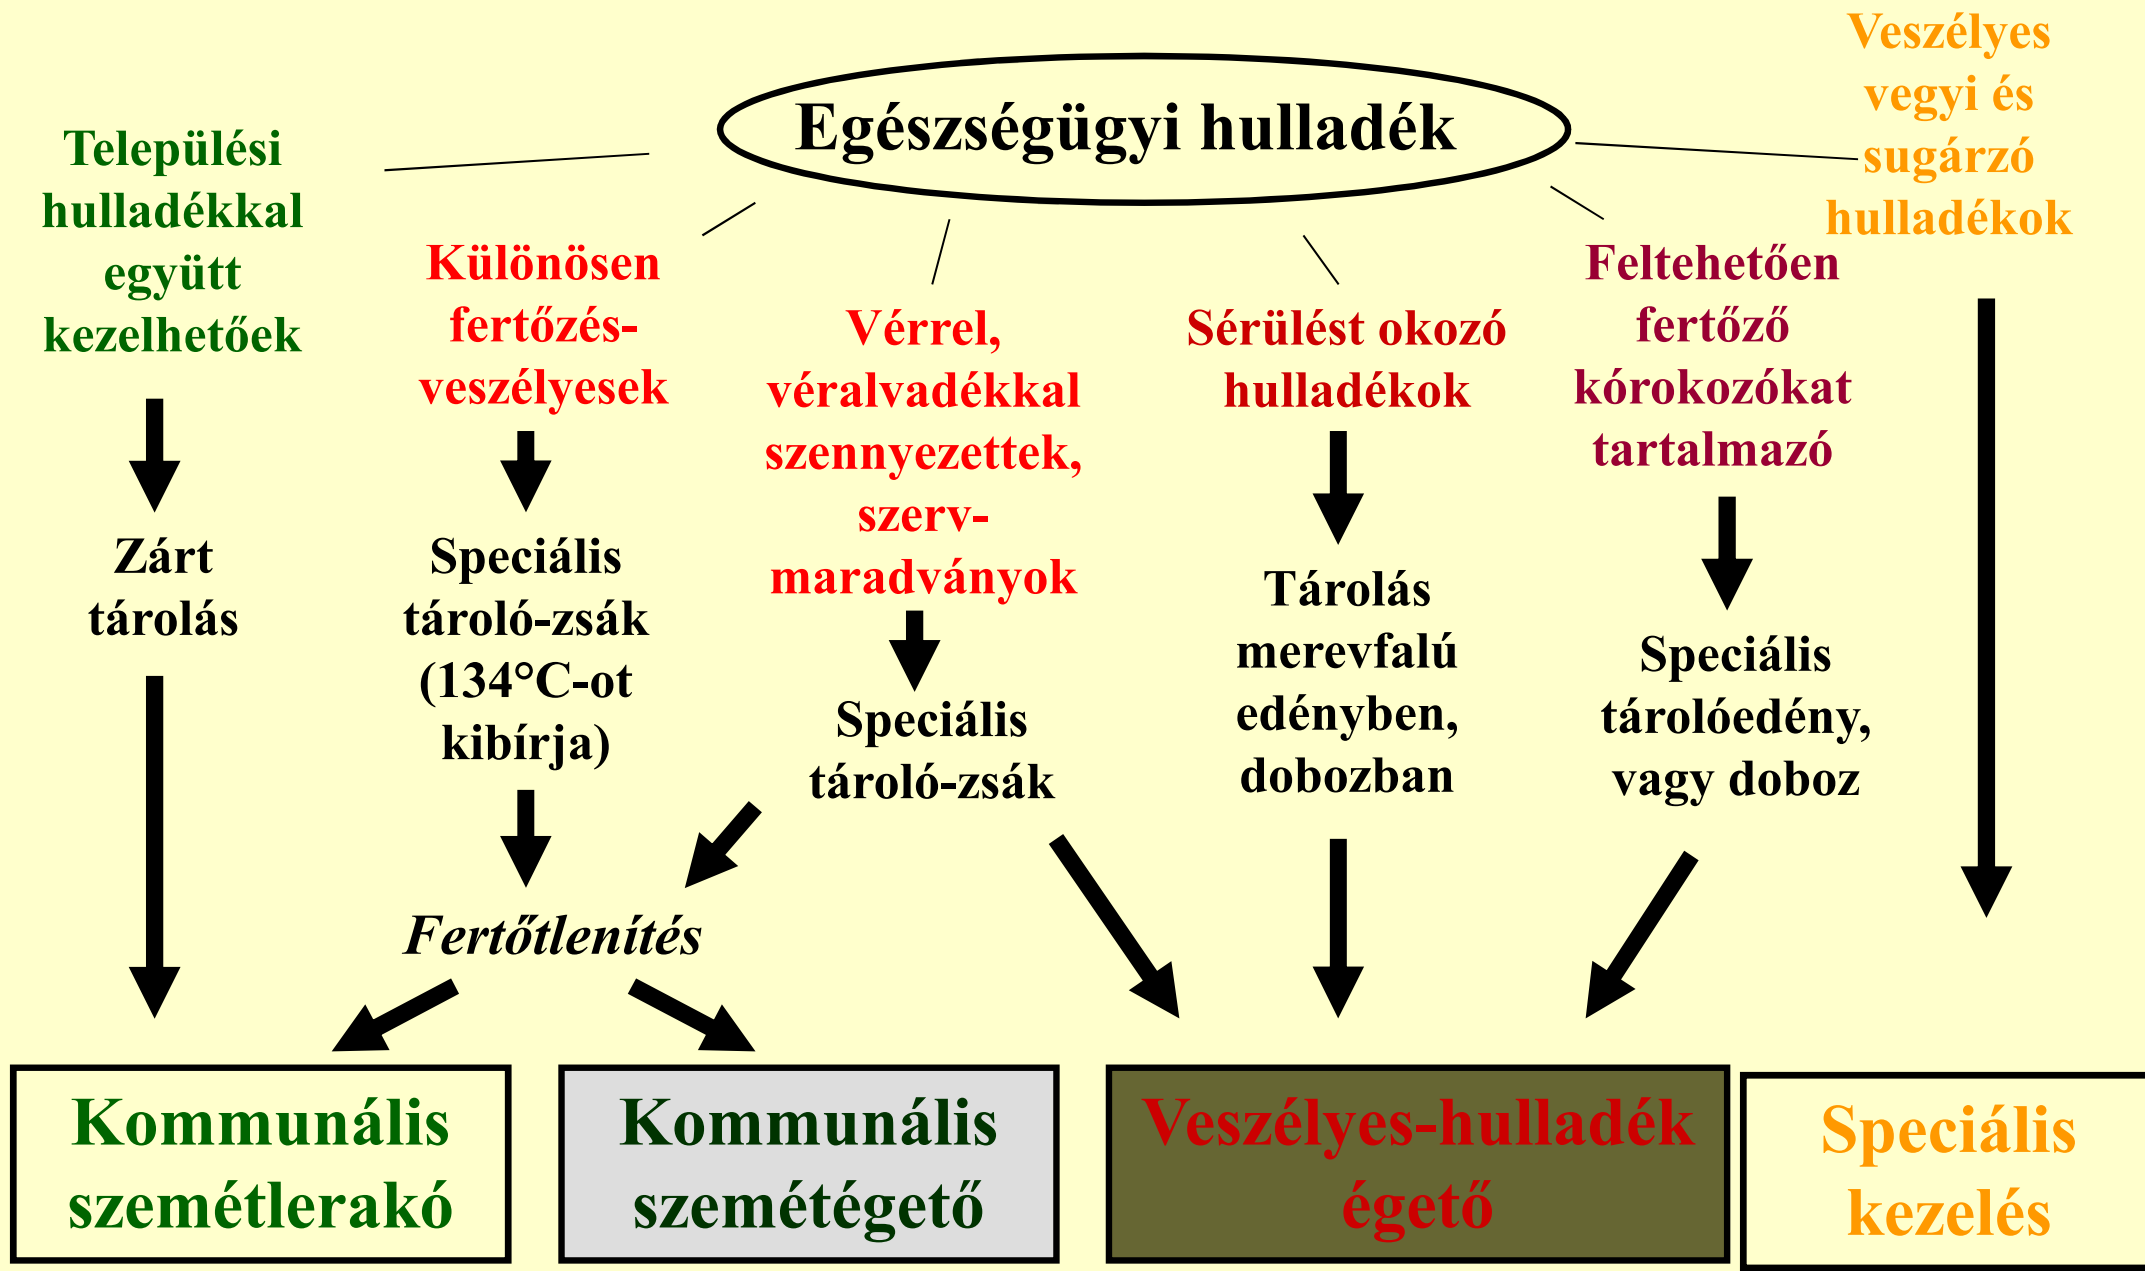 Egészségügyi hulladék
Települési
hulladékkal
együtt
kezelhetőek
Zárt
tárolás
Különösen
fertőzés-
veszélyesek
Speciális
tároló-zsák
(134°C-ot
kibírja)
Fertőtlenítés
Vérrel,
véralvadékkal
szennyezettek,
szerv-
maradványok
Speciális
tároló-zsák
Sérülést okozó
hulladékok
Tárolás
merevfalú
edényben,
dobozban
Feltehetően
fertőző
kórokozókat
tartalmazó
Speciális
tárolóedény,
vagy doboz
Veszélyes
vegyi és
sugárzó
hulladékok
Kommunális
szemétlerakó
Kommunális
szemétégető
Veszélyes-hulladék
égető
Speciális
kezelés